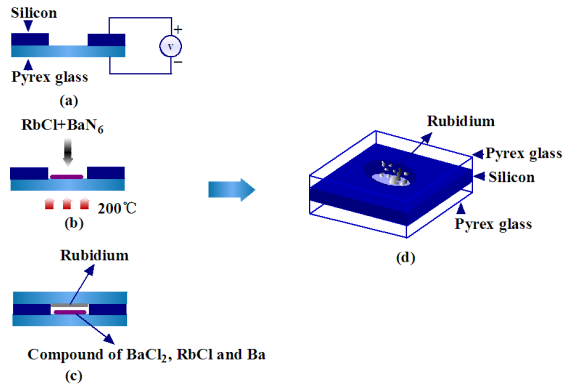 Silicon
+
v
−
Pyrex glass
(a)
RbCl+BaN6
200℃
(b)
Rubidium
Compound of BaCl2, RbCl and Ba
(c)
Rubidium
Pyrex glass
Silicon
Pyrex glass
(d)